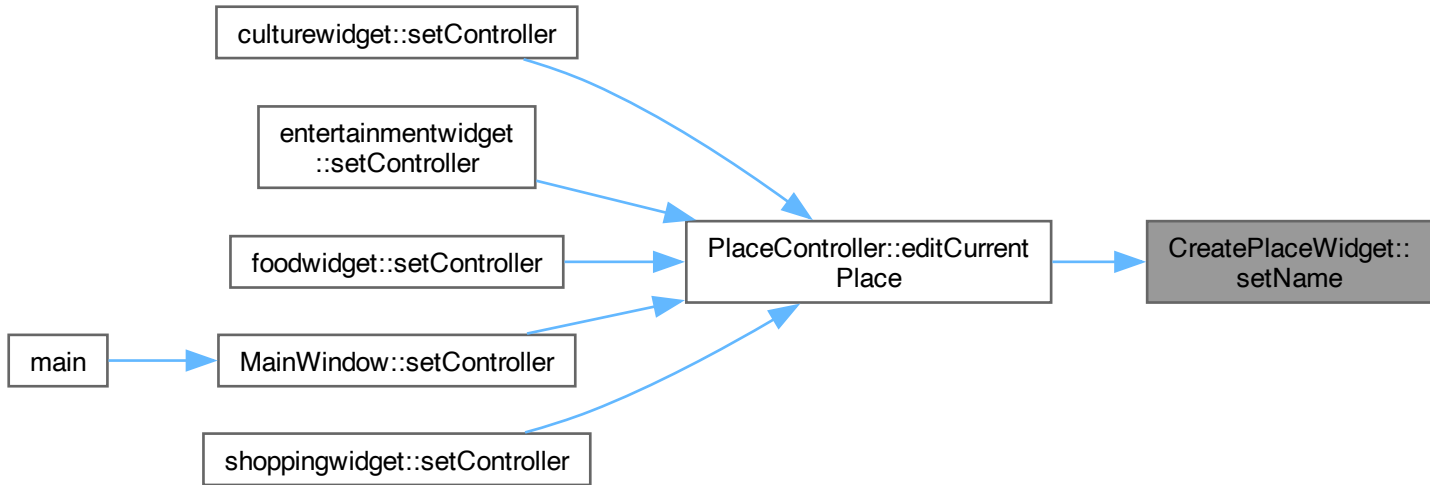 culturewidget::setController
entertainmentwidget
::setController
foodwidget::setController
main
MainWindow::setController
shoppingwidget::setController
PlaceController::editCurrent
Place
CreatePlaceWidget::
setName